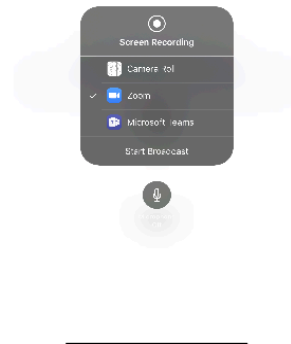 Screen Recording
Camera Roll
Zoom
Microsoft Teams
Start Broadcast